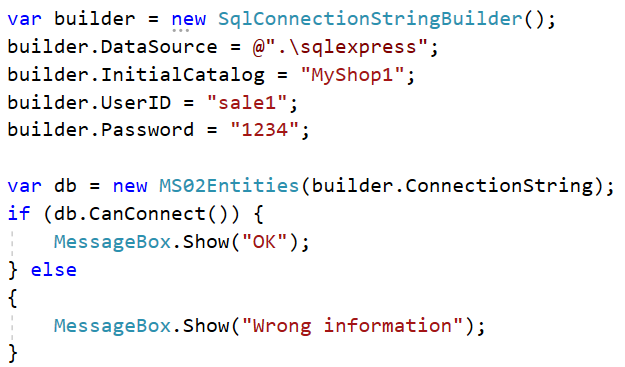 var builder = new SqlConnectionStringBuilder();
builder.DataSource = @".\sqlexpress";
builder.InitialCatalog = "MyShop1";
builder.UserID = "sale1";
builder.Password = "1234";

var db = new MS02Entities(builder.ConnectionString);
if (db.CanConnect()) {
    MessageBox.Show("OK");
} else
{
    MessageBox.Show("Wrong information");
}